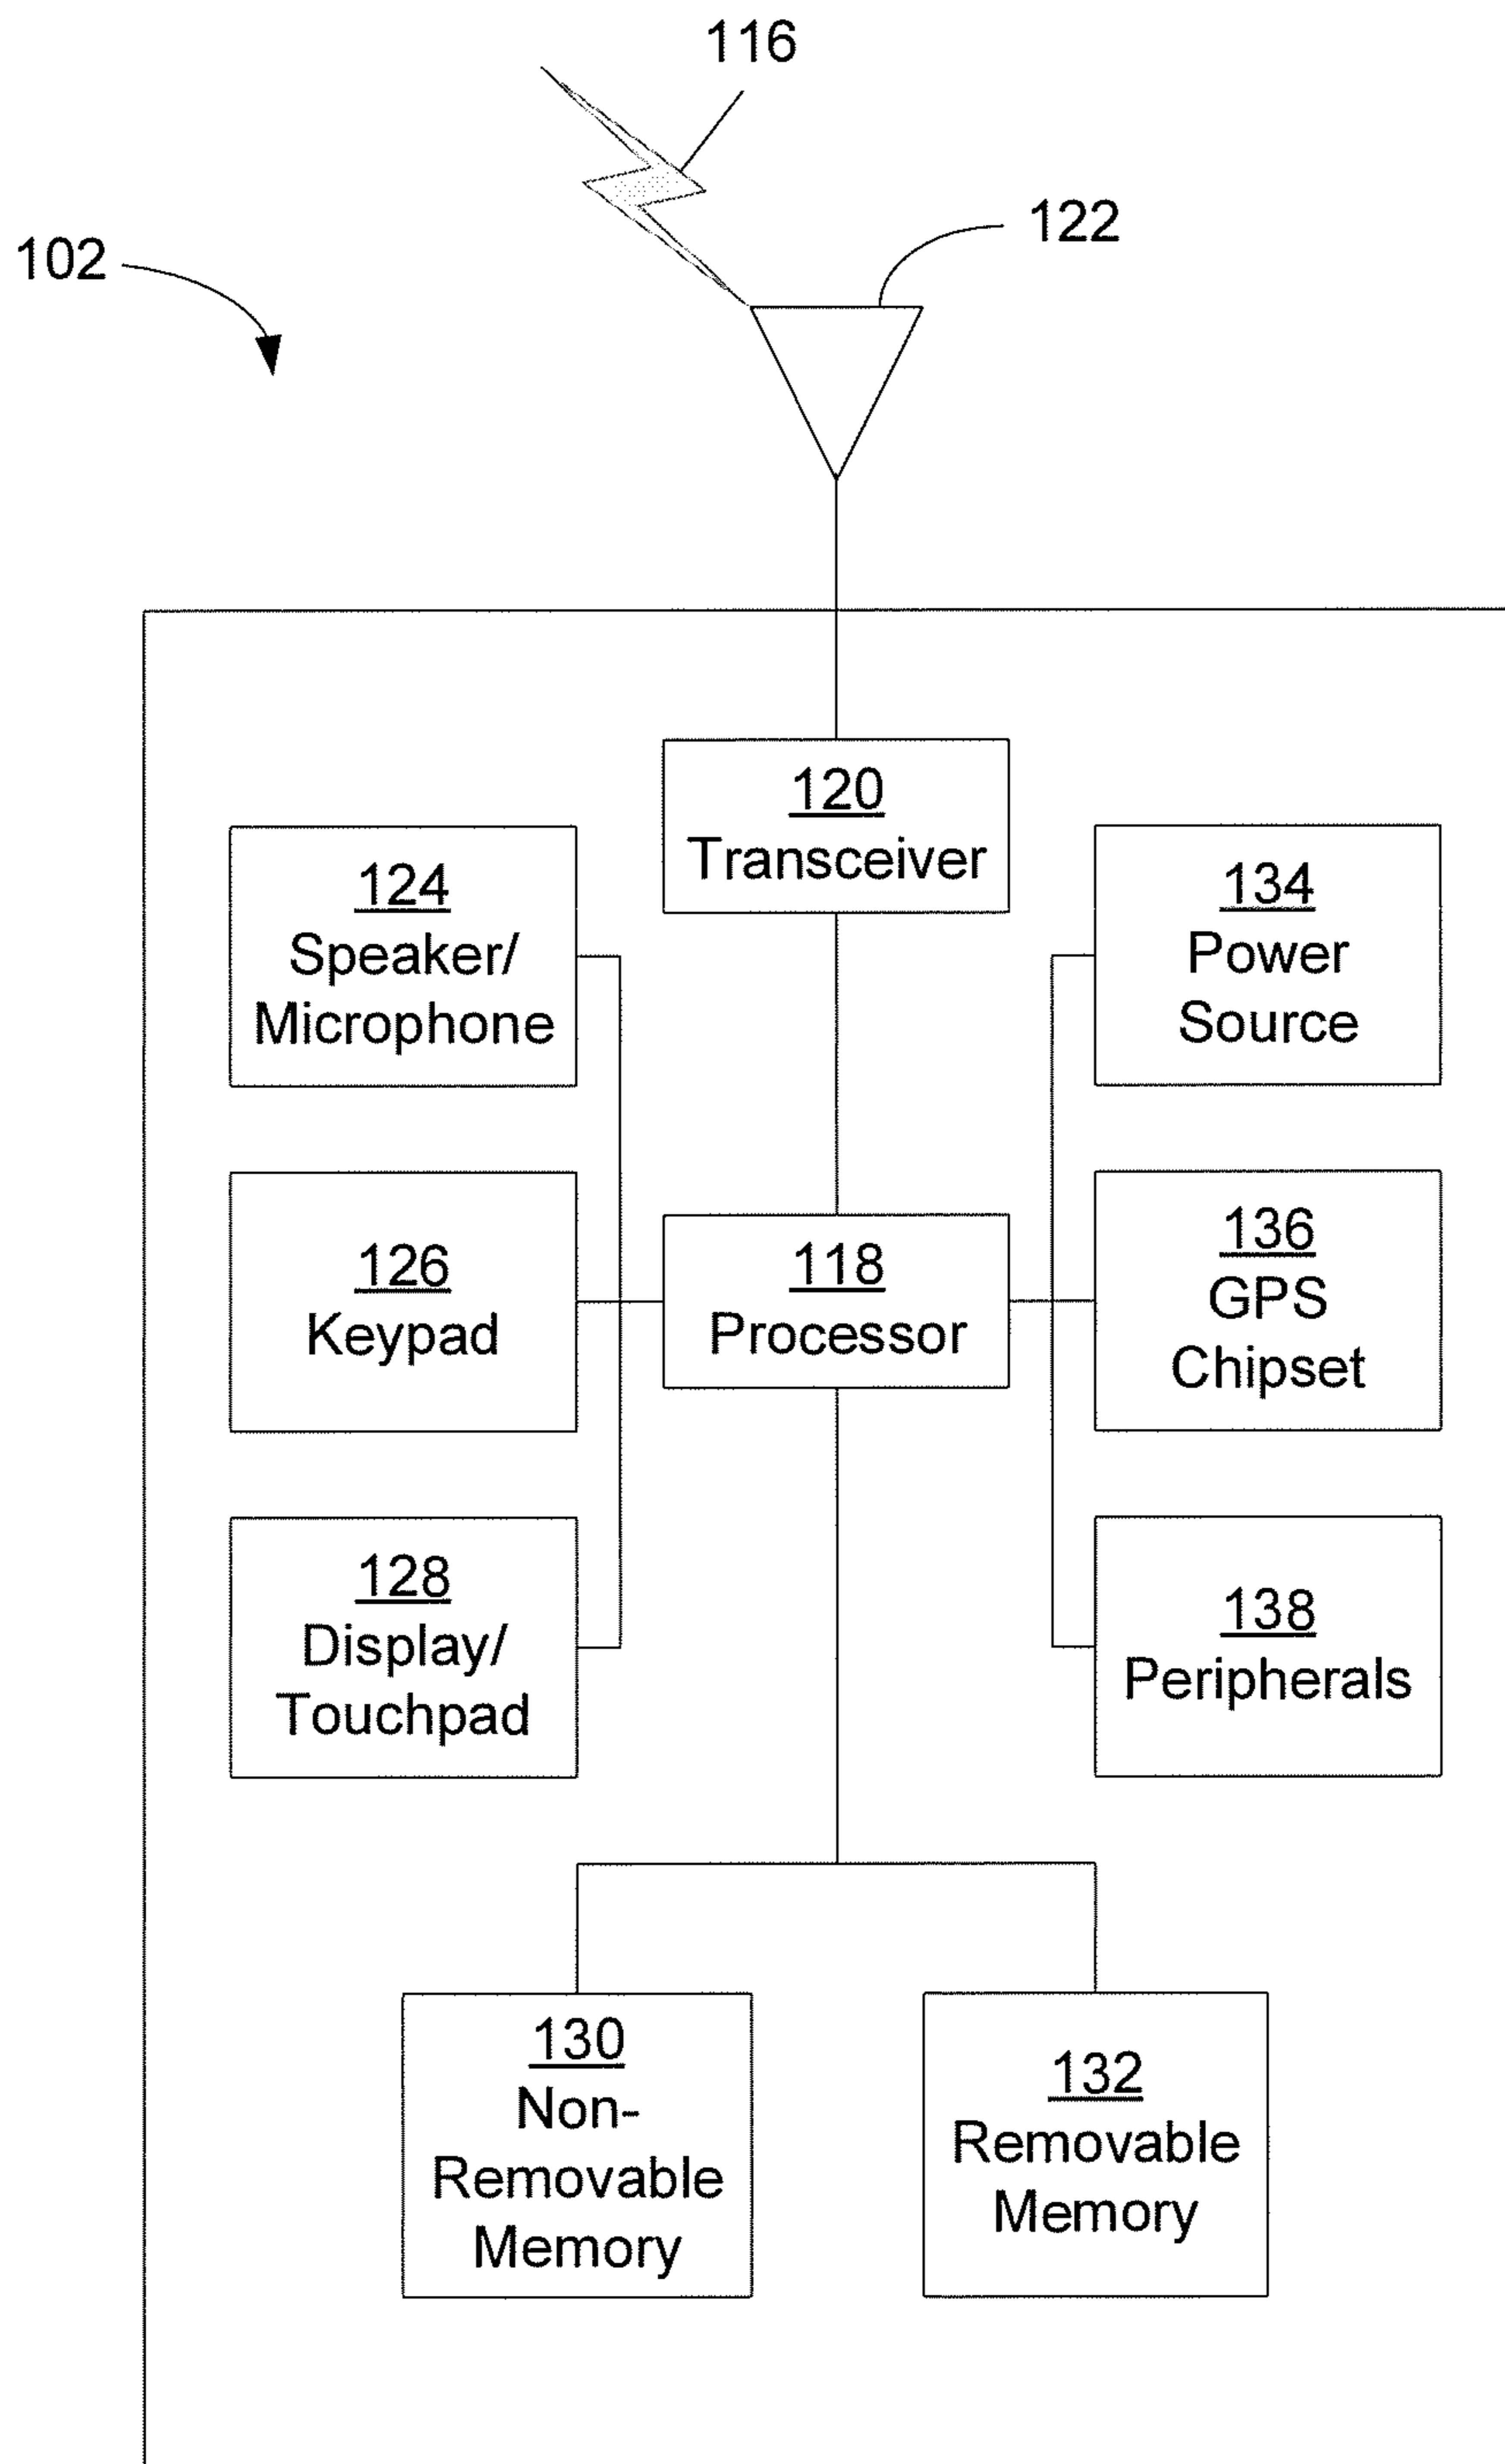 116
122
102
120
Transceiver
124
Speaker/
Microphone
134
Power
Source
126
Keypad
118
Processor
136
GPS
Chipset
128
Display/
Touchpad
138
Peripherals
130
Non-
Removable
Memory
132
Removable
Memory